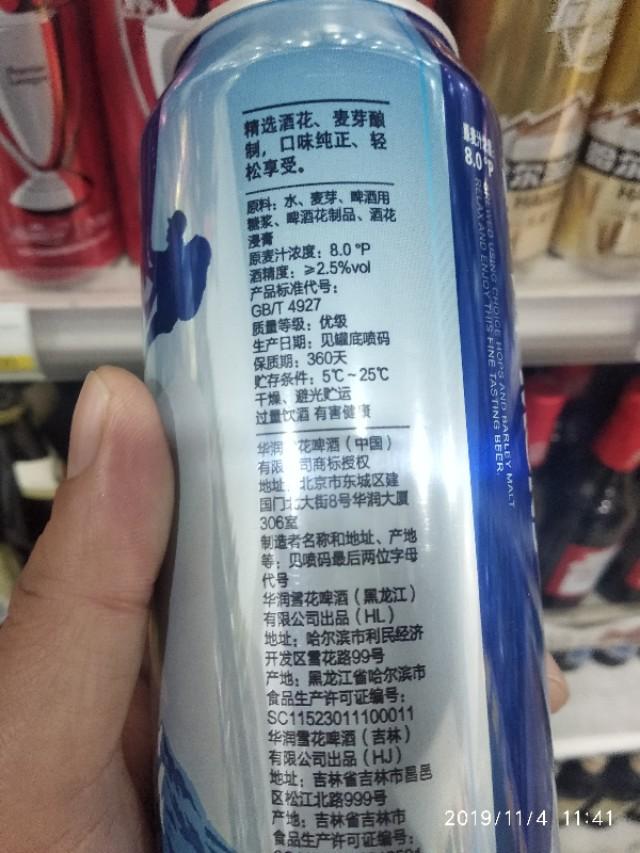 精选酒花、麦芽酿
制，口味纯正、轻
松享受。
原料：水、麦芽、啤酒用
糖浆、啤酒花制品、酒花
浸膏
原麦汁浓度：8.0 °P
酒精度：≥2.5%vol
产品标准代号：
GB/T 4927
质量等级：优级
生产日期：见罐底喷码
保质期：360天
贮存条件：5℃~25℃
干燥、避光贮运
过量饮酒 有害健康
华润雪花啤酒（中国）
有限公司商标授权
地址：北京市东城区建
国门北大街8号华润大厦
306室
制造者名称和地址、产地
等：见喷码最后两位字母
代号
华润雪花啤酒（黑龙江）
有限公司出品（HL）
地址：哈尔滨市利民经济
开发区雪花路99号
产地：黑龙江省哈尔滨市
食品生产许可证编号：
SC11523011100011
华润雪花啤酒（吉林）
有限公司出品（HJ）
地址：吉林省吉林市昌邑
区松江北路999号
产地：吉林省吉林市
食品生产许可证编号：
8.0 °P
USING CHOICE HOPS AND BARLEY MALT
RELAX AND ENJOY THIS FINE TASTING BEER.
2019/11/4 11:41